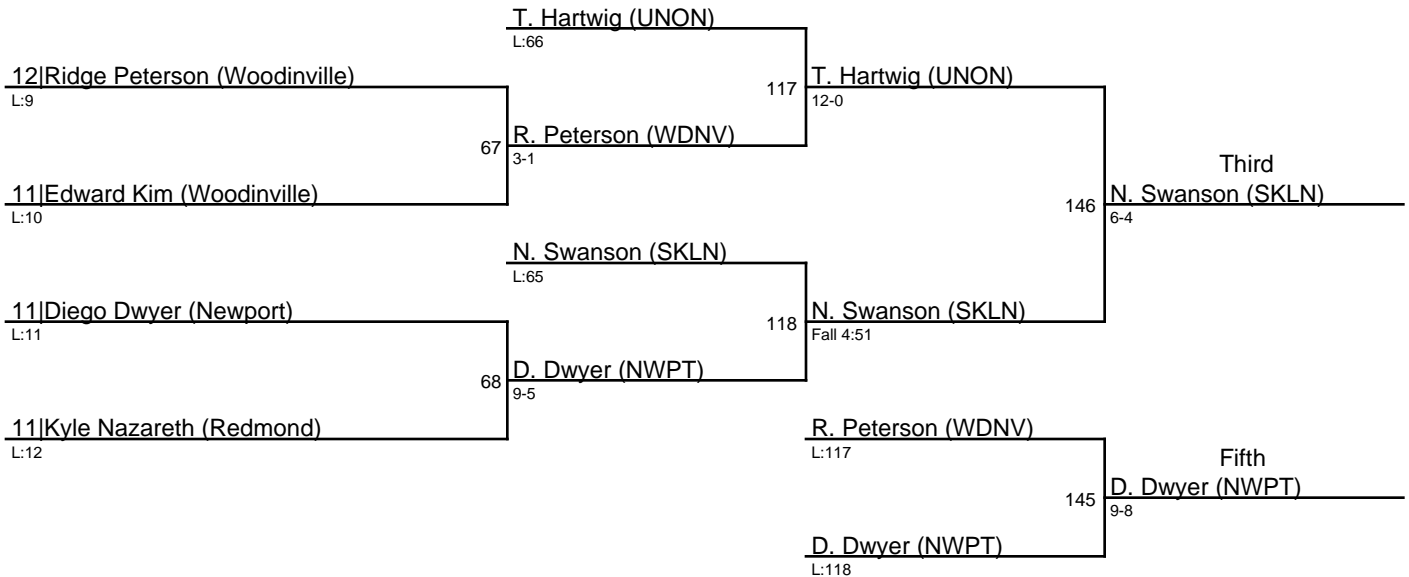 T. Hartwig (UNON)
L:66
12|Ridge Peterson (Woodinville)
L:9
117
T. Hartwig (UNON)
12-0
67
R. Peterson (WDNV)
3-1
Third
11|Edward Kim (Woodinville)
L:10
146
N. Swanson (SKLN)
6-4
N. Swanson (SKLN)
L:65
11|Diego Dwyer (Newport)
L:11
118
N. Swanson (SKLN)
Fall 4:51
68
D. Dwyer (NWPT)
9-5
11|Kyle Nazareth (Redmond)
L:12
R. Peterson (WDNV)
L:117
Fifth
145
D. Dwyer (NWPT)
9-8
D. Dwyer (NWPT)
L:118